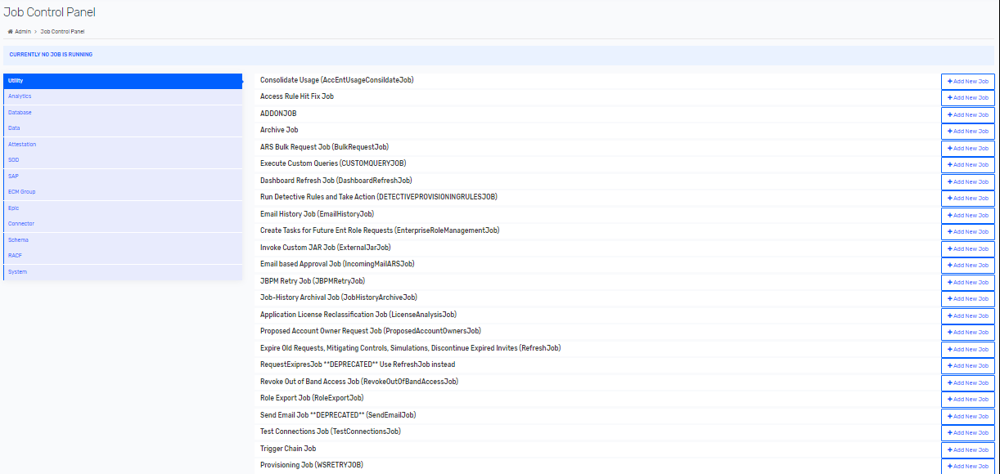 Job Control Panel
Admin > Job Control Panel
CURRENTLY NO JOB IS RUNNING
Utility
Analytics
Database
Data
Attestation
SOD
SAP
ECM Group
Epic
Connector
Schema
RACF
System
Consolidate Usage (AccEntUsageConsildateJob) + Add New Job
Access Rule Hit Fix Job + Add New Job
ADDONJOB + Add New Job
Archive Job + Add New Job
ARS Bulk Request Job (BulkRequestJob) + Add New Job
Execute Custom Queries (CUSTOMQUERYJOB) + Add New Job
Dashboard Refresh Job (DashboardRefreshJob) + Add New Job
Run Detective Rules and Take Action (DETECTIVEPROVISIONINGRULESJOB) + Add New Job
Email History Job (EmailHistoryJob) + Add New Job
Create Tasks for Future Ent Role Requests (EnterpriseRoleManagementJob) + Add New Job
Invoke Custom JAR Job (ExternalJarJob) + Add New Job
Email based Approval Job (IncomingMailARSJob) + Add New Job
JBPM Retry Job (JBPMRetryJob) + Add New Job
Job-History Archival Job (JobHistoryArchiveJob) + Add New Job
Application License Reclassification Job (LicenseAnalysisJob) + Add New Job
Proposed Account Owner Request Job (ProposedAccountOwnersJob) + Add New Job
Expire Old Requests, Mitigating Controls, Simulations, Discontinue Expired Invites (RefreshJob) + Add New Job
RequestExipresJob **DEPRECATED** Use RefreshJob instead + Add New Job
Revoke Out of Band Access Job (RevokeOutOfBandAccessJob) + Add New Job
Role Export Job (RoleExportJob) + Add New Job
Send Email Job **DEPRECATED** (SendEmailJob) + Add New Job
Test Connections Job (TestConnectionsJob) + Add New Job
Trigger Chain Job + Add New Job
Provisioning Job (WSRETRYJOB) + Add New Job